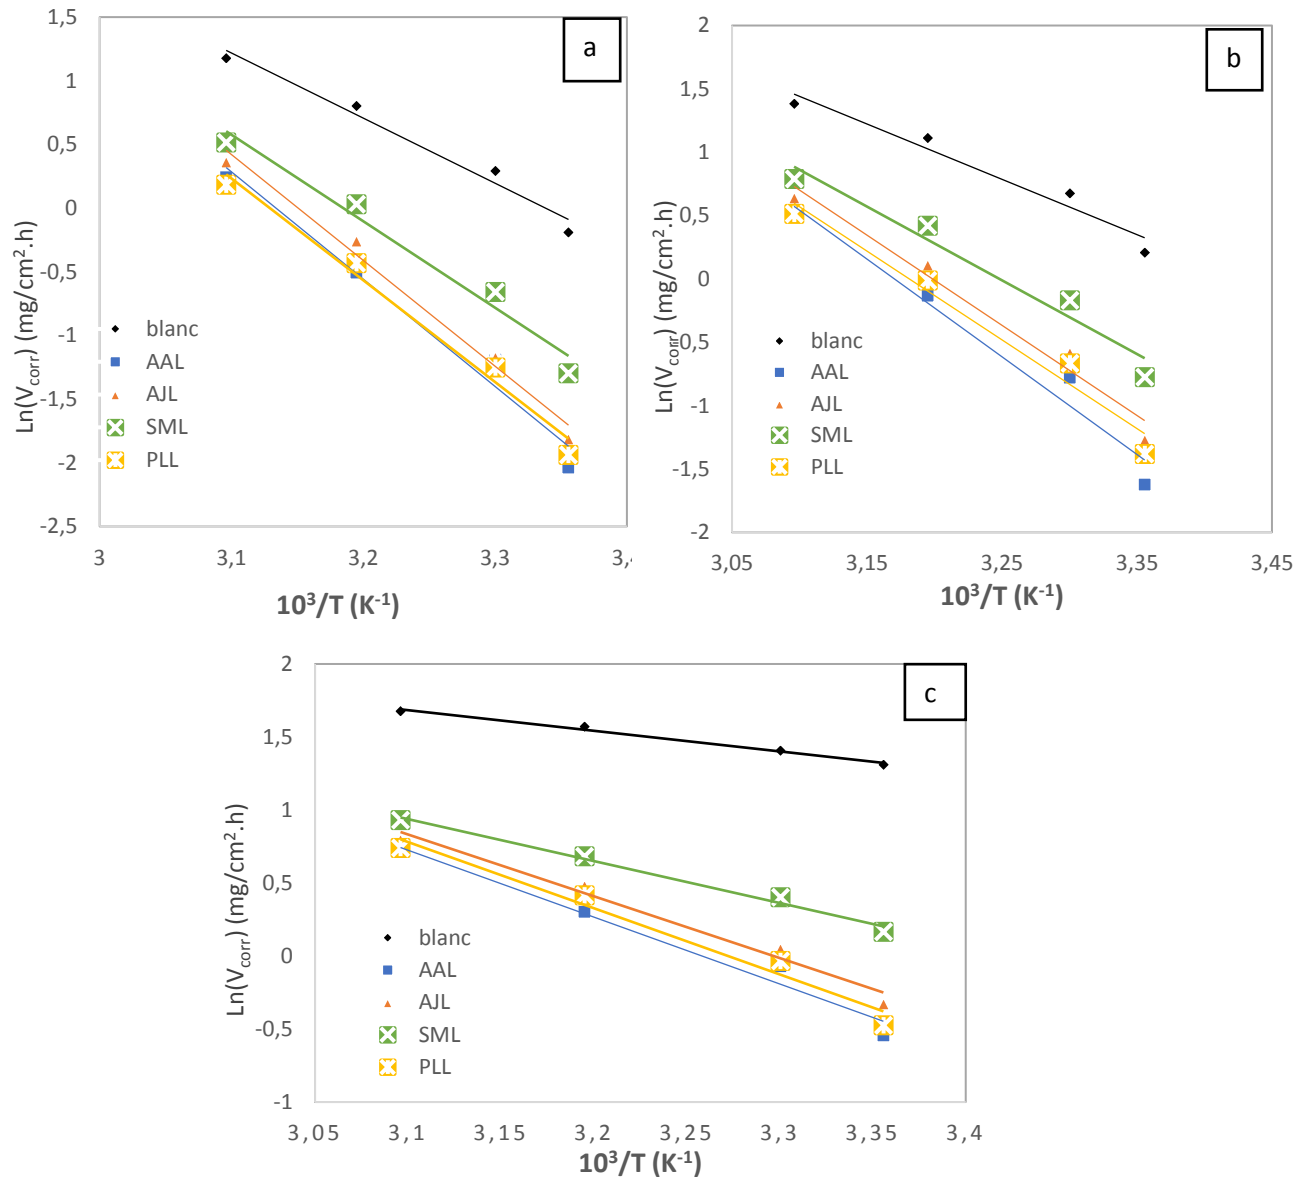 a
1,5
1
0,5
0
-0,5
-1
-1,5
-2
-2,5
Ln(Vcorr) (mg/cm².h)
blanc
AAL
AJL
SML
PLL
3 3,1 3,2 3,3
10³/T (K⁻¹)
b
2
1,5
1
0,5
0
-0,5
-1
-1,5
-2
Ln(Vcorr) (mg/cm².h)
blanc
AAL
AJL
SML
PLL
3,05 3,15 3,25 3,35 3,45
10³/T (K⁻¹)
c
2
1,5
1
0,5
0
-0,5
-1
Ln(Vcorr) (mg/cm².h)
blanc
AAL
AJL
SML
PLL
3,05 3,1 3,15 3,2 3,25 3,3 3,35 3,4
10³/T (K⁻¹)